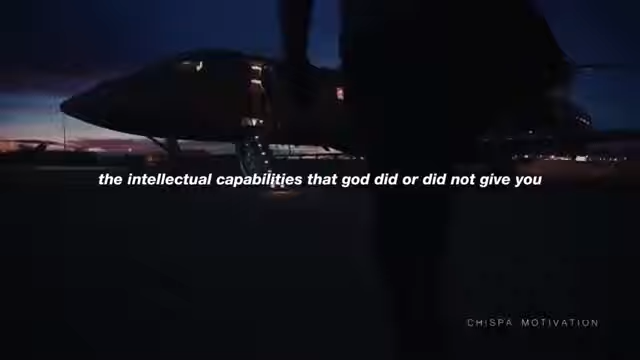 the intellectual capabilities that god did or did not give you
CHISPA MOTIVATION